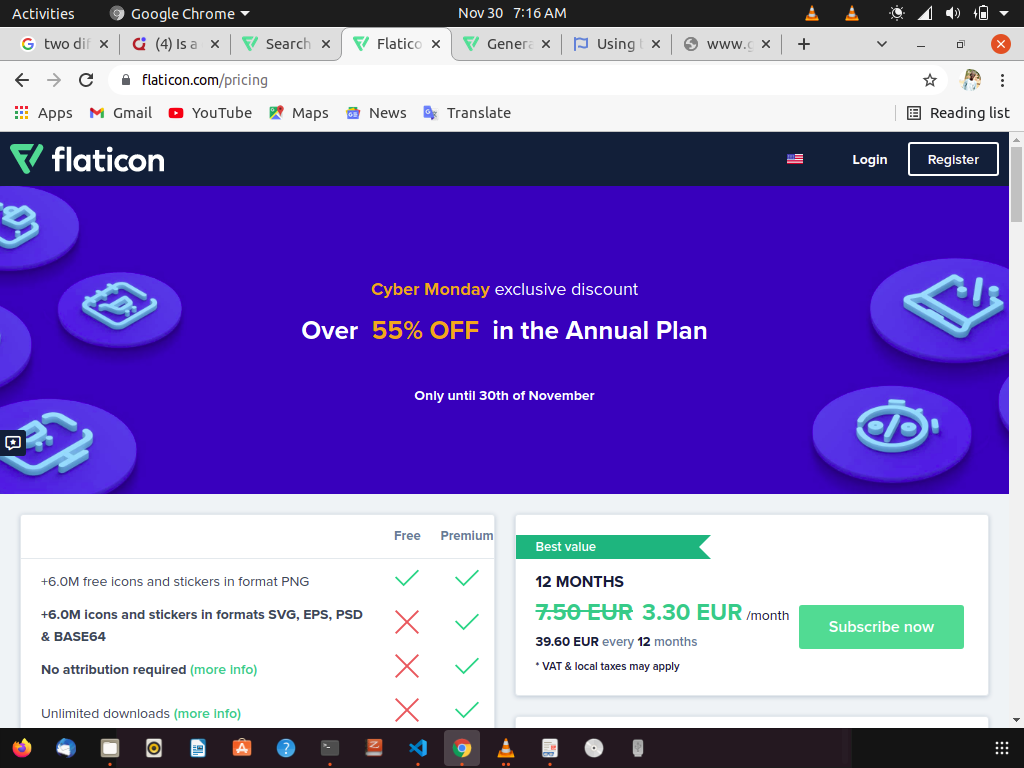 Activities Google Chrome Nov 30 7:16 AM
two dif (4) Is a Search Flatico Genera Using www.g
flaticon.com/pricing
Apps Gmail YouTube Maps News Translate Reading list
flaticon Login Register
Cyber Monday exclusive discount
Over 55% OFF in the Annual Plan
Only until 30th of November
Free Premium
+6.0M free icons and stickers in format PNG
+6.0M icons and stickers in formats SVG, EPS, PSD
& BASE64
No attribution required (more info)
Unlimited downloads (more info)
Best value
12 MONTHS
7.50 EUR 3.30 EUR /month
39.60 EUR every 12 months
* VAT & local taxes may apply
Subscribe now